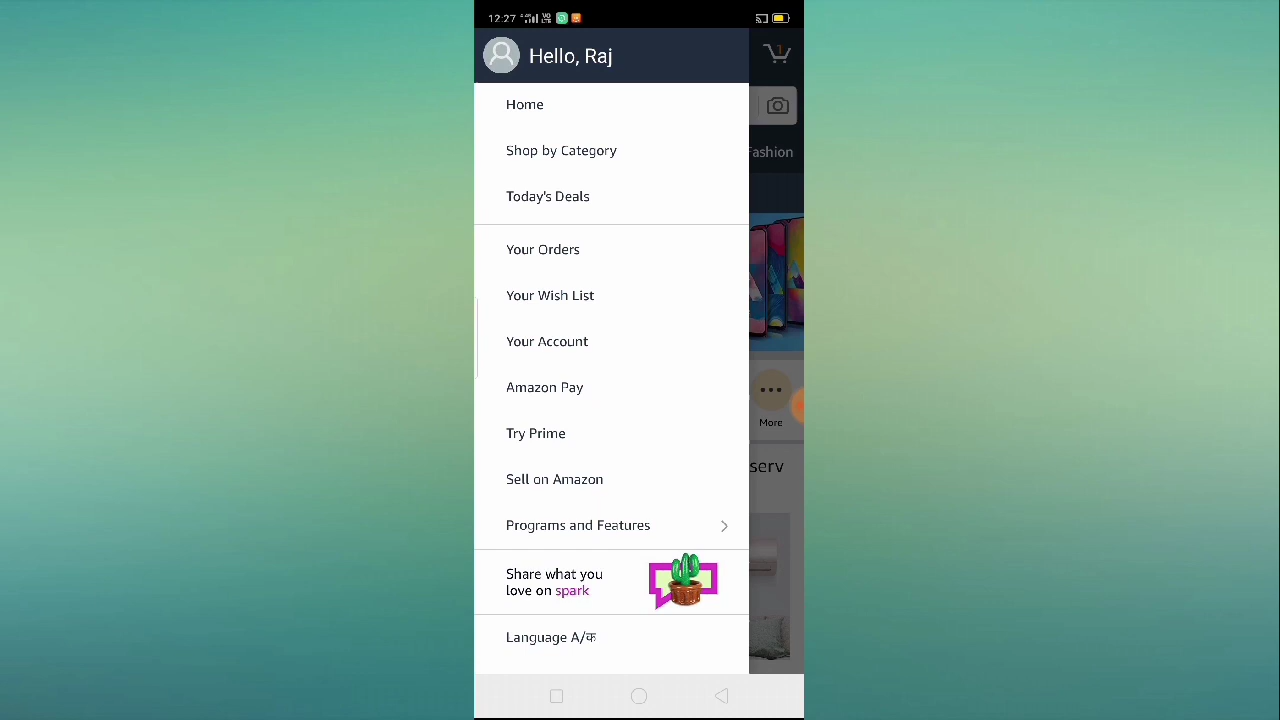 12:27
Hello, Raj
Home
Shop by Category
Fashion
Today's Deals
Your Orders
Your Wish List
Your Account
Amazon Pay
More
Try Prime
serv
Sell on Amazon
Programs and Features
Share what you
love on spark
Language A/क